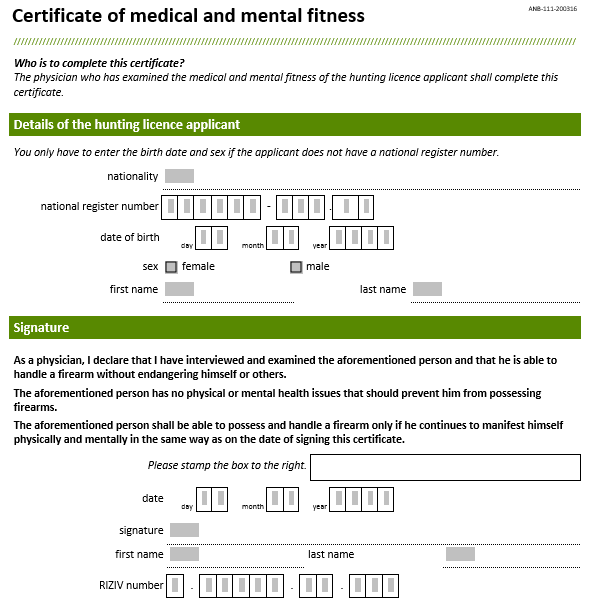 Certificate of medical and mental fitness
ANB-111-200316
//////////////////////////////////////////////////////////////////////////////////////////////////////////////////////////////////
Who is to complete this certificate?
The physician who has examined the medical and mental fitness of the hunting licence applicant shall complete this
certificate.
Details of the hunting licence applicant
You only have to enter the birth date and sex if the applicant does not have a national register number.
nationality
national register number - .
date of birth day month year
sex female male
first name last name
Signature
As a physician, I declare that I have interviewed and examined the aforementioned person and that he is able to
handle a firearm without endangering himself or others.
The aforementioned person has no physical or mental health issues that should prevent him from possessing
firearms.
The aforementioned person shall be able to possess and handle a firearm only if he continues to manifest himself
physically and mentally in the same way as on the date of signing this certificate.
Please stamp the box to the right.
date day month year
signature
first name last name
RIZIV number . . .